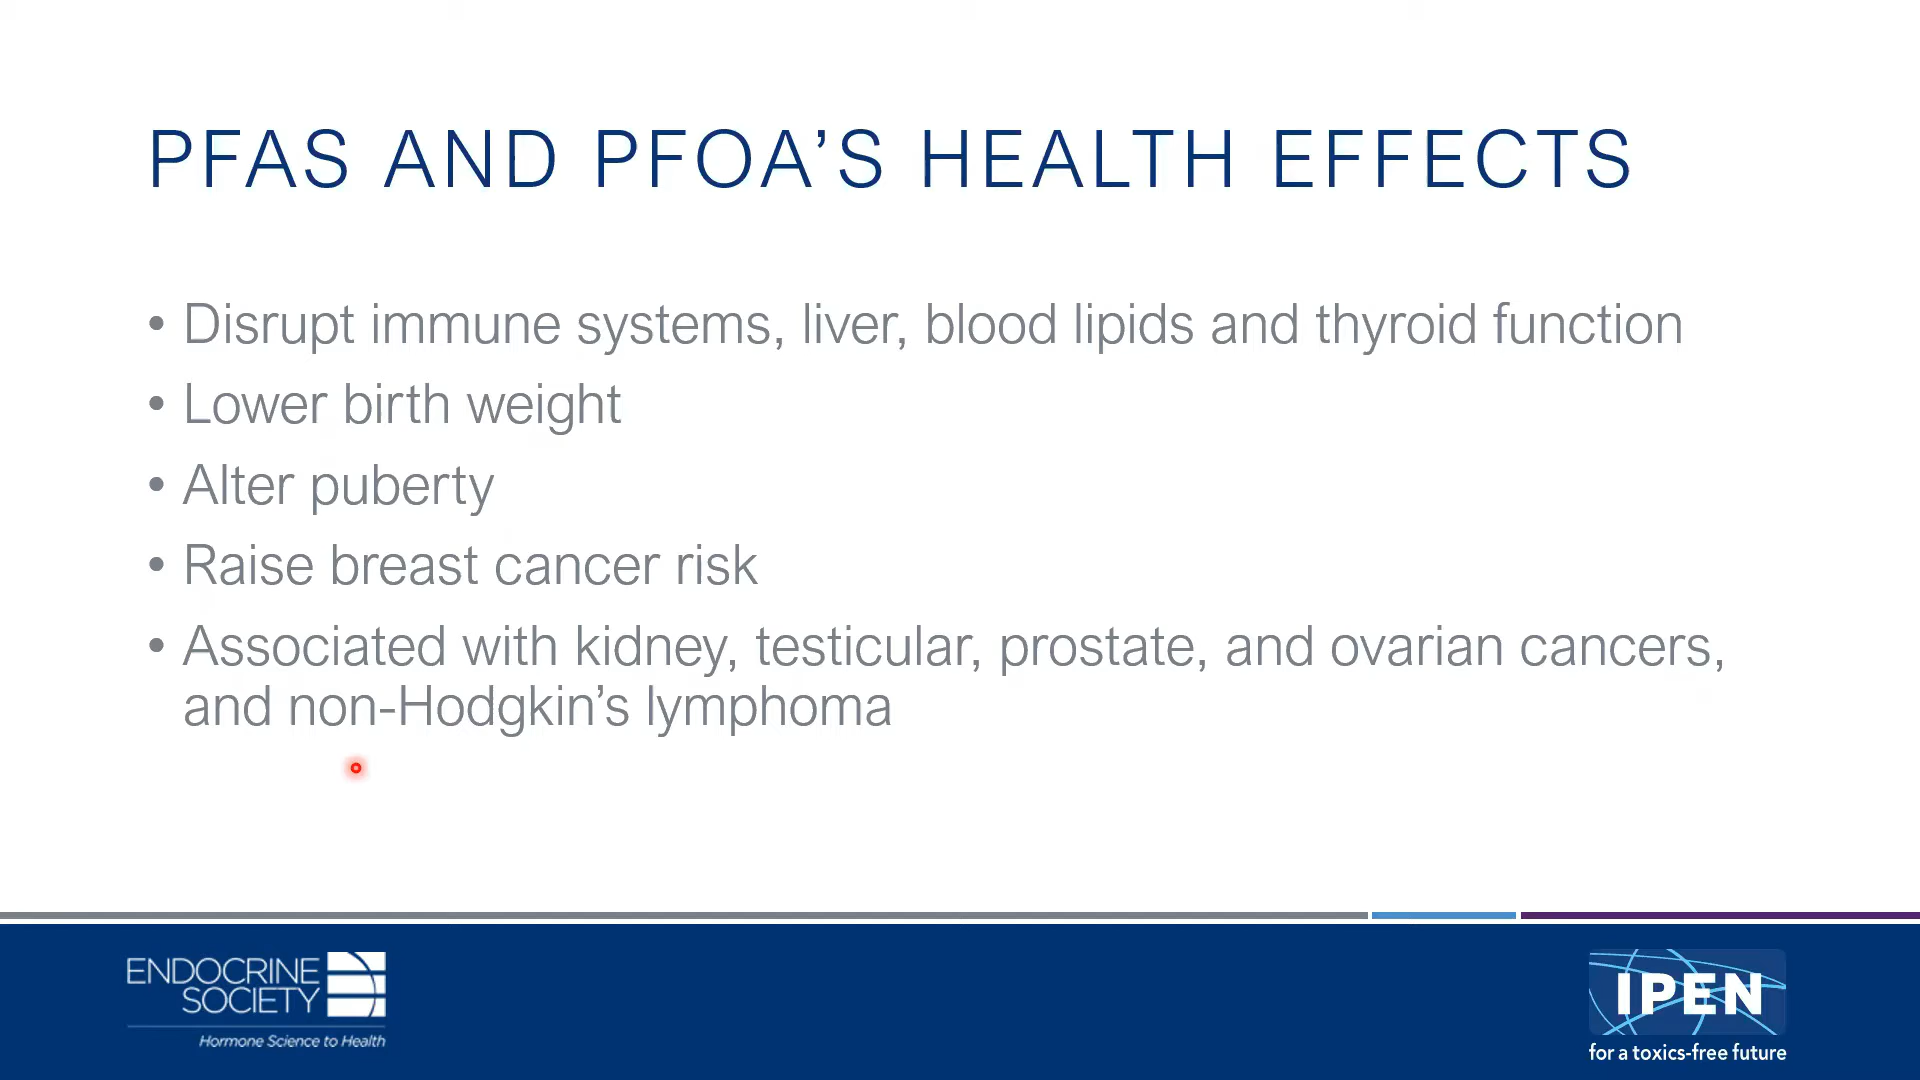 PFAS AND PFOA’S HEALTH EFFECTS
• Disrupt immune systems, liver, blood lipids and thyroid function
• Lower birth weight
• Alter puberty
• Raise breast cancer risk
• Associated with kidney, testicular, prostate, and ovarian cancers,
and non-Hodgkin’s lymphoma
ENDOCRINE
SOCIETY
Hormone Science to Health
IPEN
for a toxics-free future